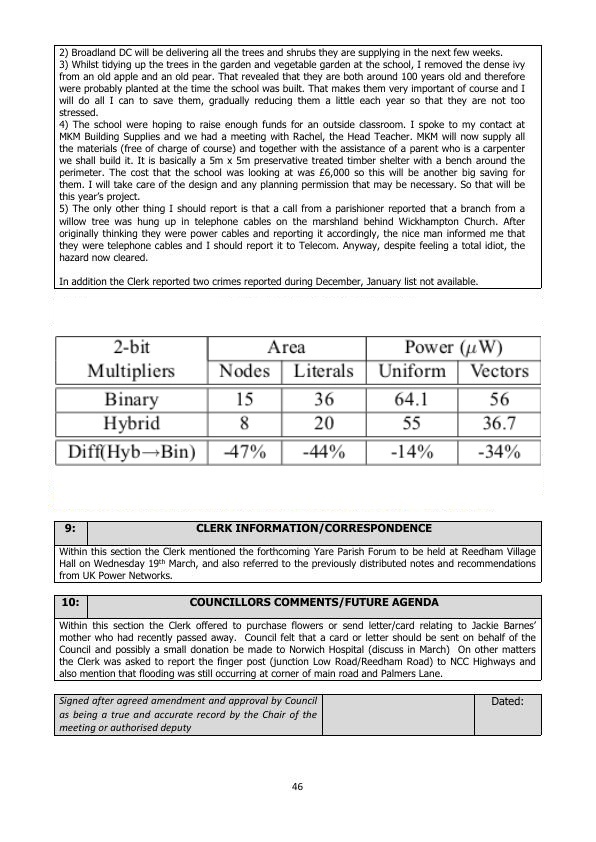 2) Broadland DC will be delivering all the trees and shrubs they are supplying in the next few weeks.
3) Whilst tidying up the trees in the garden and vegetable garden at the school, I removed the dense ivy
from an old apple and an old pear. That revealed that they are both around 100 years old and therefore
were probably planted at the time the school was built. That makes them very important of course and I
will do all I can to save them, gradually reducing them a little each year so that they are not too
stressed.
4) The school were hoping to raise enough funds for an outside classroom. I spoke to my contact at
MKM Building Supplies and we had a meeting with Rachel, the Head Teacher. MKM will now supply all
the materials (free of charge of course) and together with the assistance of a parent who is a carpenter
we shall build it. It is basically a 5m x 5m preservative treated timber shelter with a bench around the
perimeter. The cost that the school was looking at was £6,000 so this will be another big saving for
them. I will take care of the design and any planning permission that may be necessary. So that will be
this year's project.
5) The only other thing I should report is that a call from a parishioner reported that a branch from a
willow tree was hung up in telephone cables on the marshland behind Wickhampton Church. After
originally thinking they were power cables and reporting it accordingly, the nice man informed me that
they were telephone cables and I should report it to Telecom. Anyway, despite feeling a total idiot, the
hazard now cleared.
In addition the Clerk reported two crimes reported during December, January list not available.
2-bit Area Power (μW)
Multipliers Nodes Literals Uniform Vectors
Binary 15 36 64.1 56
Hybrid 8 20 55 36.7
Diff(Hyb→Bin) -47% -44% -14% -34%
9: CLERK INFORMATION/CORRESPONDENCE
Within this section the Clerk mentioned the forthcoming Yare Parish Forum to be held at Reedham Village
Hall on Wednesday 19th March, and also referred to the previously distributed notes and recommendations
from UK Power Networks.
10: COUNCILLORS COMMENTS/FUTURE AGENDA
Within this section the Clerk offered to purchase flowers or send letter/card relating to Jackie Barnes'
mother who had recently passed away. Council felt that a card or letter should be sent on behalf of the
Council and possibly a small donation be made to Norwich Hospital (discuss in March) On other matters
the Clerk was asked to report the finger post (junction Low Road/Reedham Road) to NCC Highways and
also mention that flooding was still occurring at corner of main road and Palmers Lane.
Signed after agreed amendment and approval by Council Dated:
as being a true and accurate record by the Chair of the
meeting or authorised deputy
46